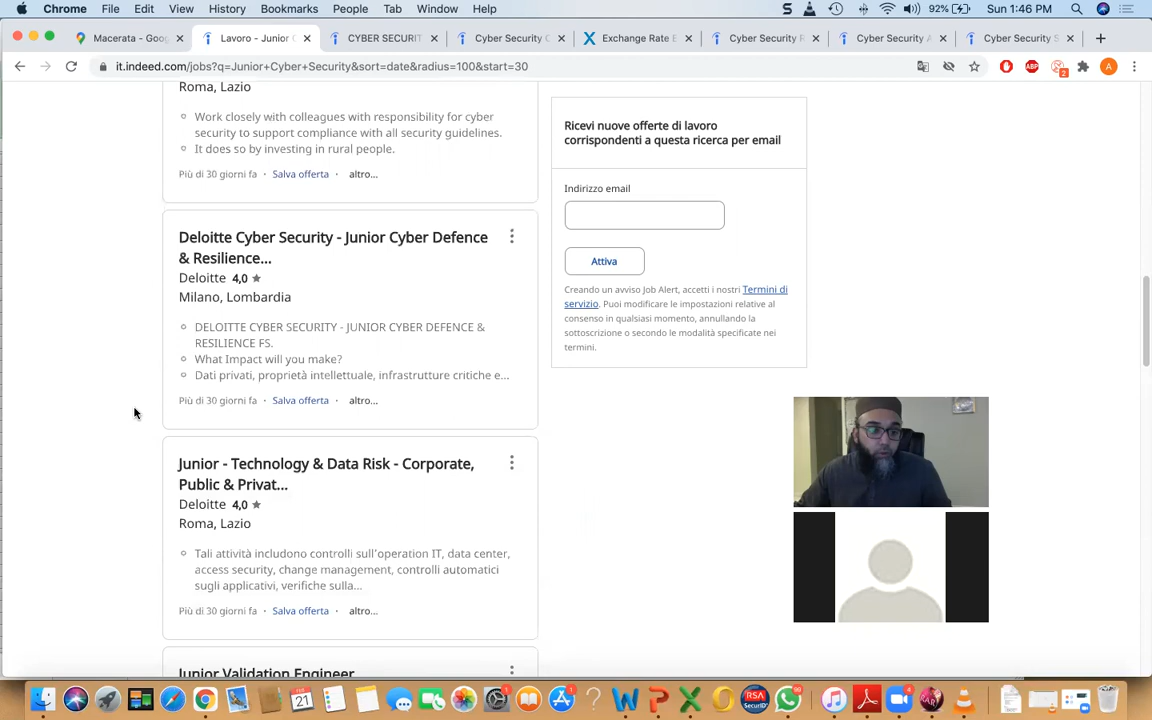 Chrome File Edit View History Bookmarks People Tab Window Help
92% Sun 1:46 PM
Macerata - Goog
Lavoro - Junior
CYBER SECURIT
Cyber Security
Exchange Rate
Cyber Security
Cyber Security
Cyber Security
it.indeed.com/jobs?q=Junior+Cyber+Security&sort=date&radius=100&start=30
Roma, Lazio
Work closely with colleagues with responsibility for cyber
security to support compliance with all security guidelines.
It does so by investing in rural people.
Più di 30 giorni fa · Salva offerta · altro...
Deloitte Cyber Security - Junior Cyber Defence
& Resilience...
Deloitte 4,0
Milano, Lombardia
DELOITTE CYBER SECURITY - JUNIOR CYBER DEFENCE &
RESILIENCE FS.
What Impact will you make?
Dati privati, proprietà intellettuale, infrastrutture critiche e...
Più di 30 giorni fa · Salva offerta · altro...
Junior - Technology & Data Risk - Corporate,
Public & Privat...
Deloitte 4,0
Roma, Lazio
Tali attività includono controlli sull'operation IT, data center,
access security, change management, controlli automatici
sugli applicativi, verifiche sulla...
Più di 30 giorni fa · Salva offerta · altro...
Junior Validation Engineer
Ricevi nuove offerte di lavoro
corrispondenti a questa ricerca per email
Indirizzo email
Attiva
Creando un avviso Job Alert, accetti i nostri Termini di
servizio. Puoi modificare le impostazioni relative al
consenso in qualsiasi momento, annullando la
sottoscrizione o secondo le modalità specificate nei
termini.